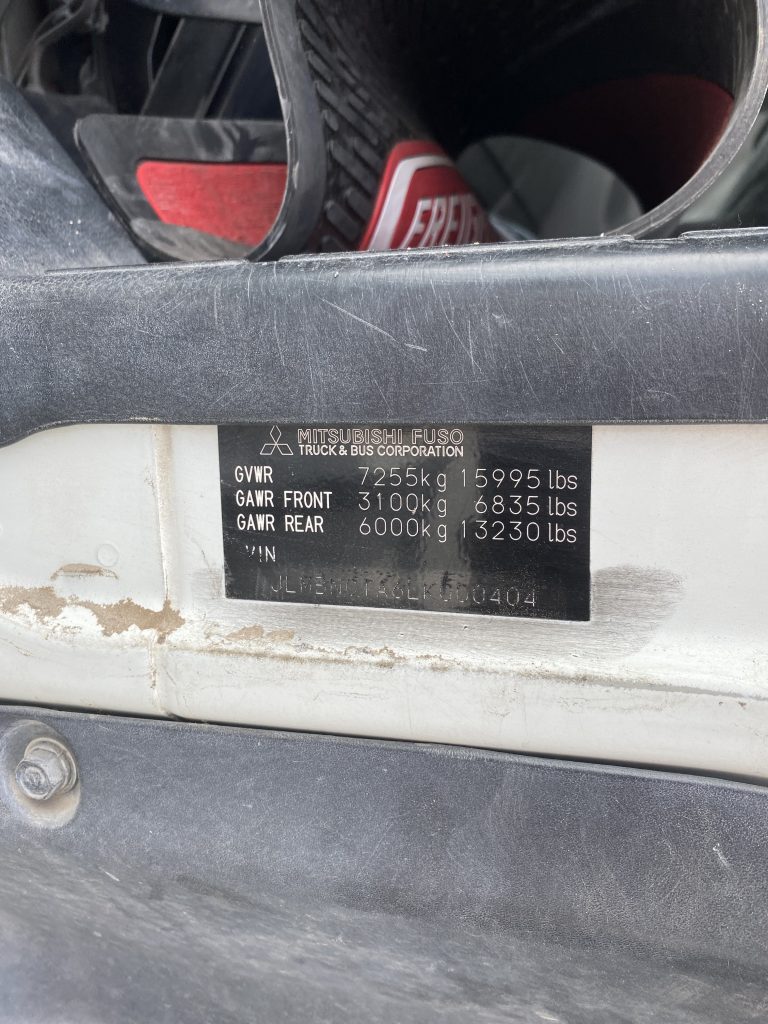 FREIG
MITSUBISHI FUSO
TRUCK & BUS CORPORATION
GVWR 7255kg 15995 lbs
GAWR FRONT 3100kg 6835 lbs
GAWR REAR 6000kg 13230 lbs
VIN